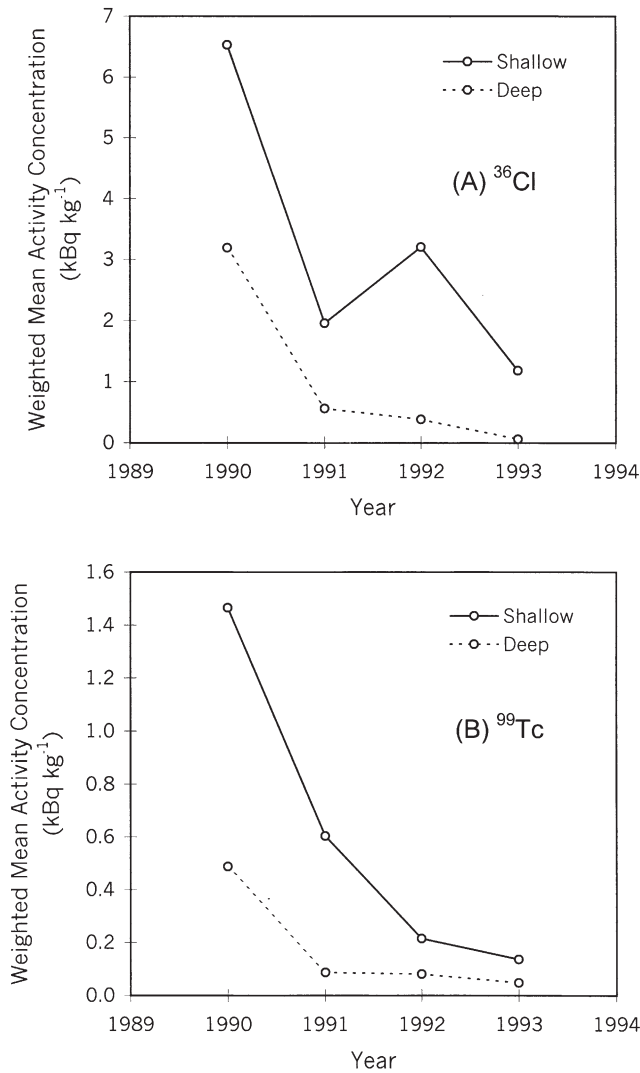 Weighted Mean Activity Concentration
(kBq kg⁻¹)
7
6
5
4
3
2
1
0
Shallow
Deep
(A) ³⁶Cl
1989 1990 1991 1992 1993 1994
Year
Weighted Mean Activity Concentration
(kBq kg⁻¹)
1.6
1.4
1.2
1.0
0.8
0.6
0.4
0.2
0.0
Shallow
Deep
(B) ⁹⁹Tc
1989 1990 1991 1992 1993 1994
Year